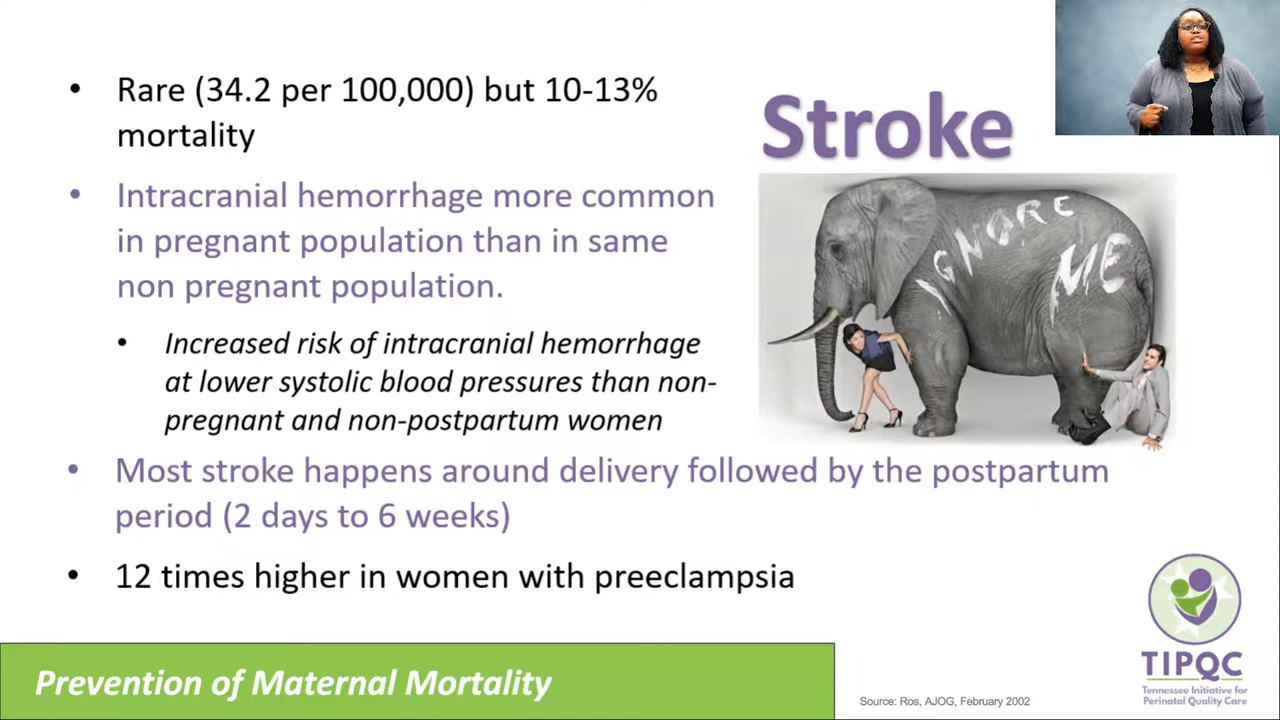 • Rare (34.2 per 100,000) but 10-13%
mortality
• Intracranial hemorrhage more common
in pregnant population than in same
non pregnant population.
• Increased risk of intracranial hemorrhage
at lower systolic blood pressures than non-
pregnant and non-postpartum women
• Most stroke happens around delivery followed by the postpartum
period (2 days to 6 weeks)
• 12 times higher in women with preeclampsia
Stroke
IGNORE
ME
Prevention of Maternal Mortality
Source: Ros, AJOG, February 2002
TIPQC
Tennessee Initiative for
Perinatal Quality Care